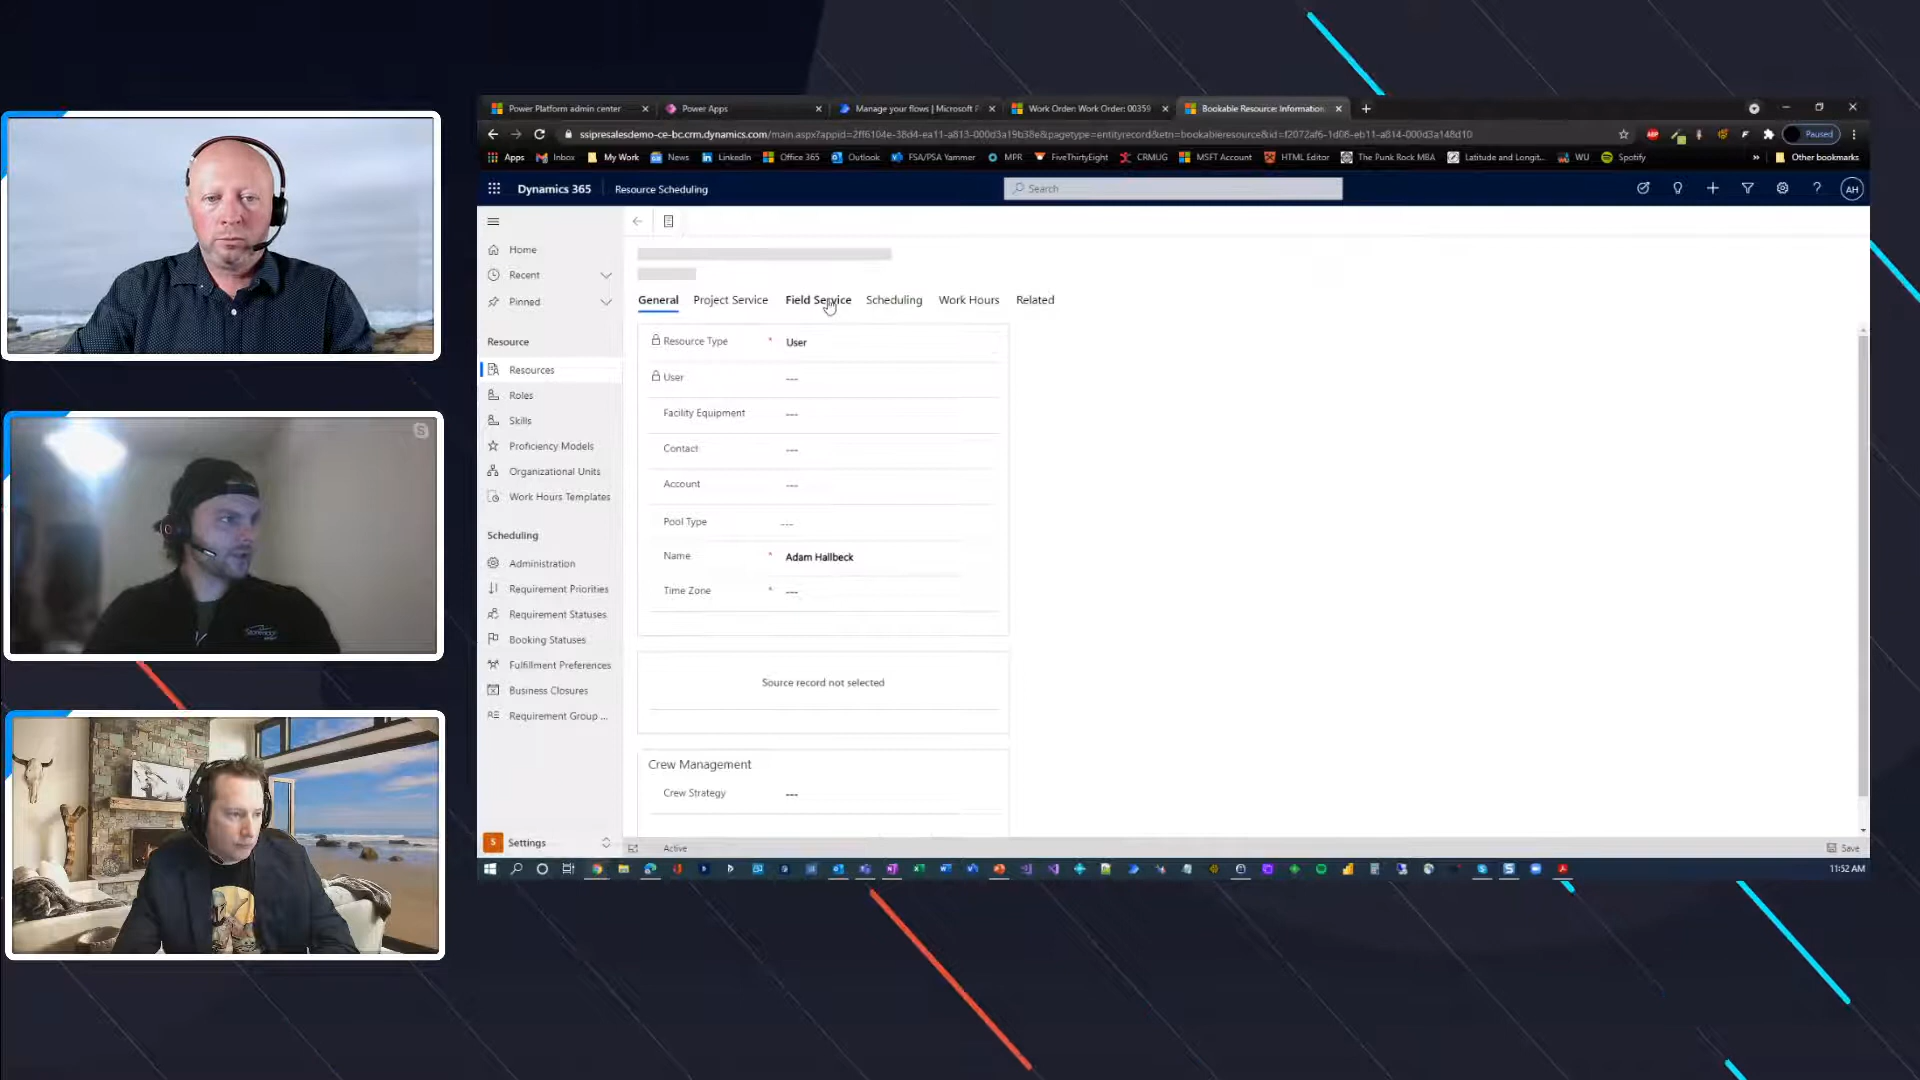 Power Platform admin center
Power Apps
Manage your flows | Microsoft P
Work Order: Work Order: 00359
Bookable Resource: Information
ssipresalesdemo-ce-bc.crm.dynamics.com/main.aspx?appid=2ff6104e-38d4-ea11-a813-000d3a19b38e&pagetype=entityrecord&etn=bookableresource&id=f2072af6-1d08-eb11-a814-000d3a148d10
Paused
Apps
Inbox
My Work
News
LinkedIn
Office 365
Outlook
FSA/PSA Yammer
MPR
FiveThirtyEight
CRMUG
MSFT Account
HTML Editor
The Punk Rock MBA
Latitude and Longit...
WU
Spotify
Other bookmarks
Dynamics 365
Resource Scheduling
Search
AH
Home
Recent
Pinned
Resource
Resources
Roles
Skills
Proficiency Models
Organizational Units
Work Hours Templates
Scheduling
Administration
Requirement Priorities
Requirement Statuses
Booking Statuses
Fulfillment Preferences
Business Closures
Requirement Group ...
S Settings
General
Project Service
Field Service
Scheduling
Work Hours
Related
Resource Type * User
User ---
Facility Equipment ---
Contact ---
Account ---
Pool Type ---
Name * Adam Hallbeck
Time Zone * ---
Source record not selected
Crew Management
Crew Strategy ---
Active
Save
11:52 AM